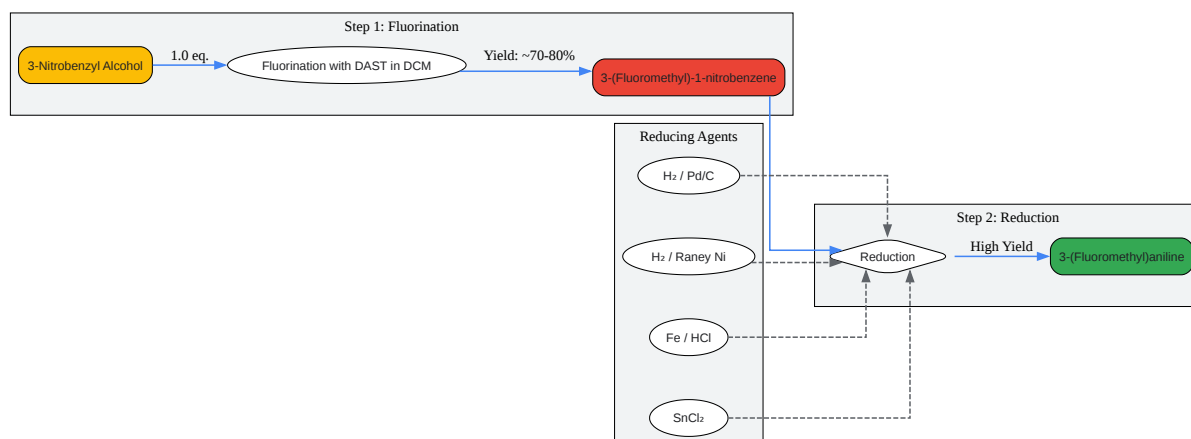 Step 1: Fluorination
3-Nitrobenzyl Alcohol
1.0 eq.
Fluorination with DAST in DCM
Yield: ~70-80%
3-(Fluoromethyl)-1-nitrobenzene
Reducing Agents
H₂ / Pd/C
H₂ / Raney Ni
Fe / HCl
SnCl₂
Step 2: Reduction
Reduction
High Yield
3-(Fluoromethyl)aniline